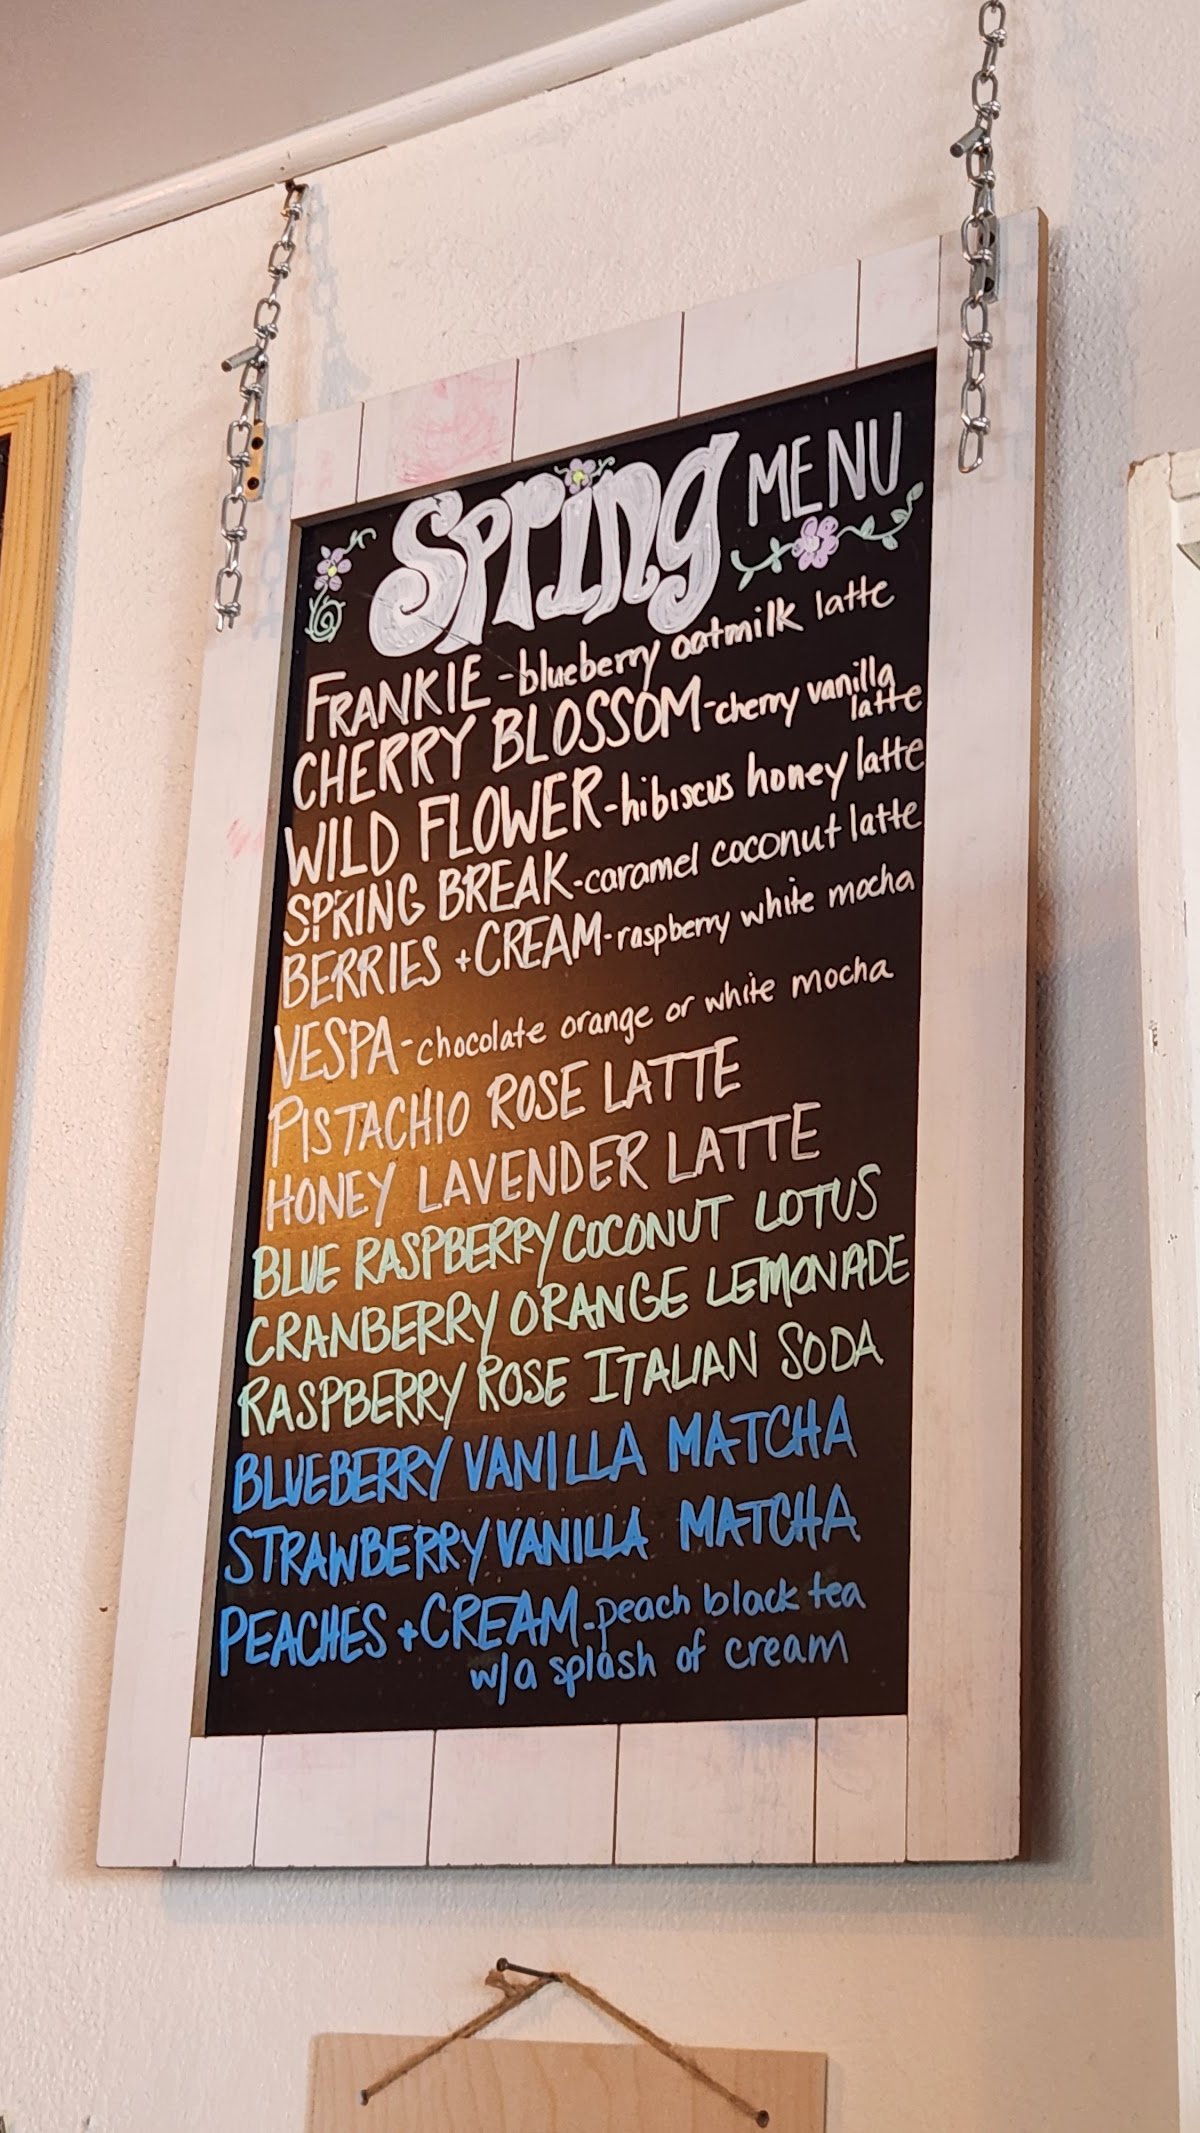 Spring MENU
FRANKIE - blueberry oatmilk latte
CHERRY BLOSSOM - cherry vanilla
latte
WILD FLOWER - hibiscus honey latte
SPRING BREAK - caramel coconut latte
BERRIES + CREAM - raspberry white mocha
VESPA - chocolate orange or white mocha
PISTACHIO ROSE LATTE
HONEY LAVENDER LATTE
BLUE RASPBERRY COCONUT LOTUS
CRANBERRY ORANGE LEMONADE
RASPBERRY ROSE ITALIAN SODA
BLUEBERRY VANILLA MATCHA
STRAWBERRY VANILLA MATCHA
PEACHES + CREAM - peach black tea
w/a splash of cream